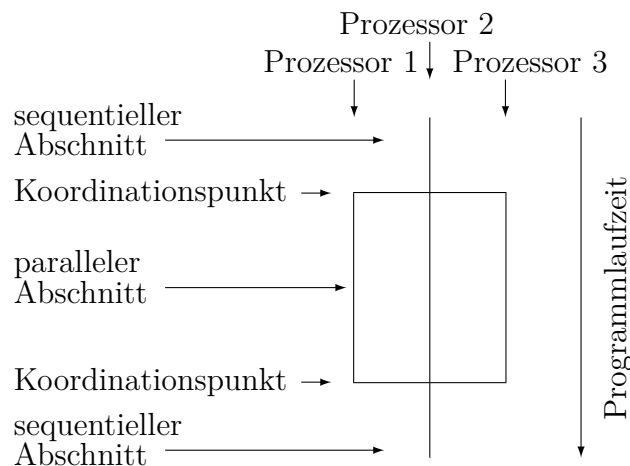 Prozessor 2
Prozessor 1
Prozessor 3
sequentieller
Abschnitt
Koordinationspunkt
paralleler
Abschnitt
Koordinationspunkt
sequentieller
Abschnitt
Programmlaufzeit